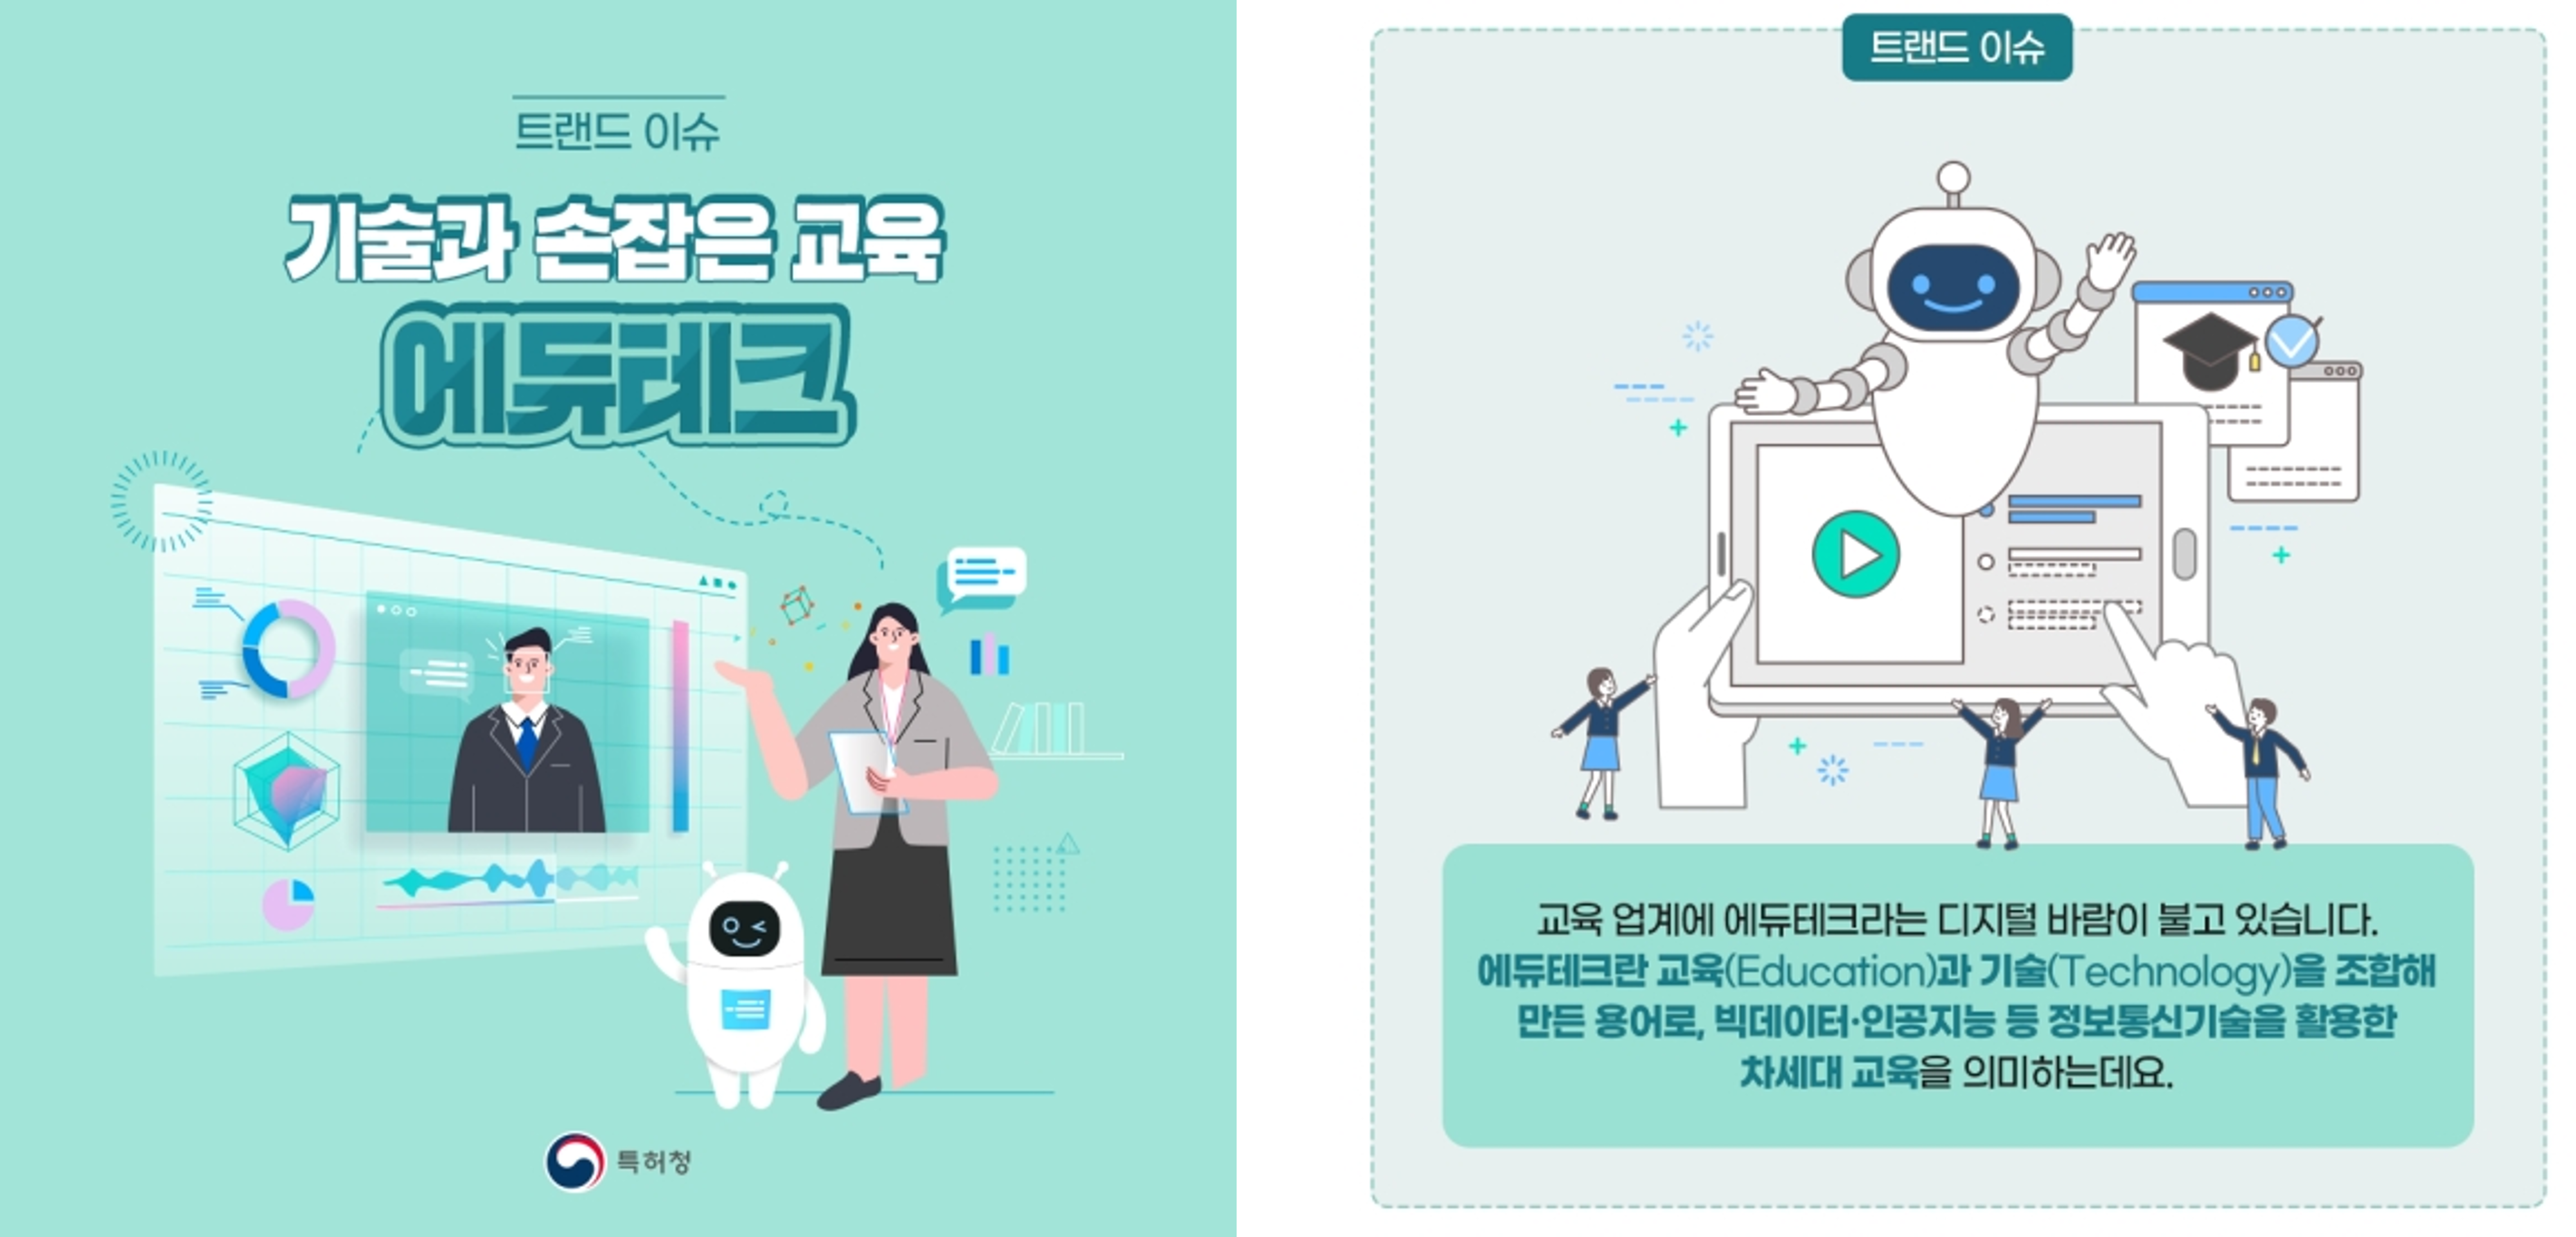 트랜드 이슈
기술과 손잡은 교육
에듀테크
특허청
트랜드 이슈
교육 업계에 에듀테크라는 디지털 바람이 불고 있습니다.
에듀테크란 교육(Education)과 기술(Technology)을 조합해
만든 용어로, 빅데이터·인공지능 등 정보통신기술을 활용한
차세대 교육을 의미하는데요.